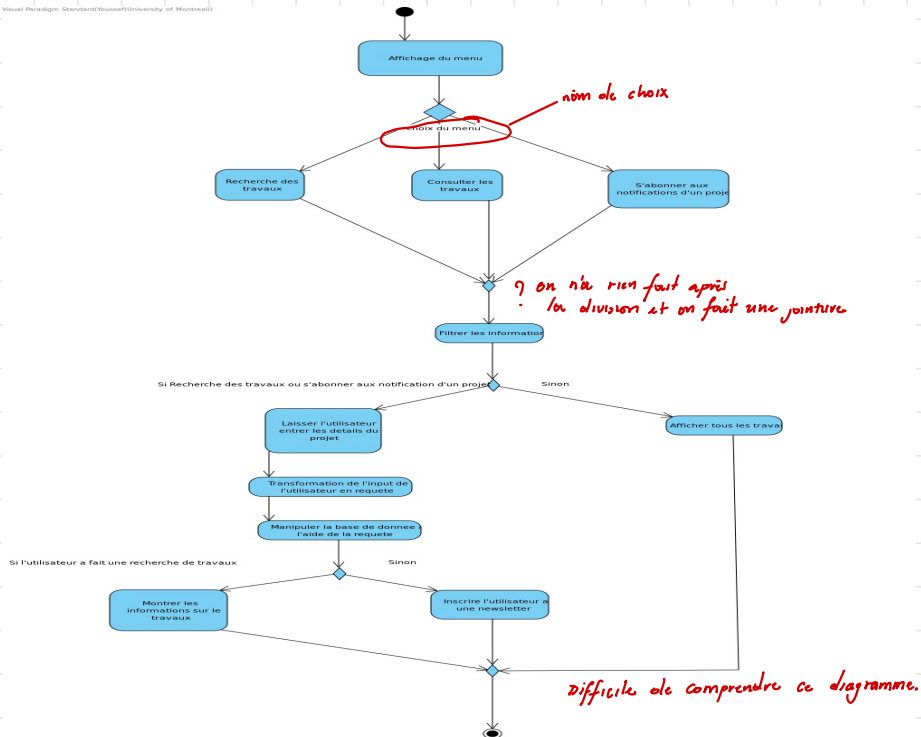 Visual Paradigm Standard(Youssef(University of Montreal))
Affichage du menu
nom de choix
choix du menu
Recherche des
travaux
Consulter les
travaux
S'abonner aux
notifications d'un proje
? on n'a rien fait après
la division et on fait une jointure
Filtrer les information
Si Recherche des travaux ou s'abonner aux notification d'un projet
Sinon
Laisser l'utilisateur
entrer les details du
projet
Afficher tous les travau
Transformation de l'input de
l'utilisateur en requete
Manipuler la base de donnee a
l'aide de la requete
Si l'utilisateur a fait une recherche de travaux
Sinon
Montrer les
informations sur le
travaux
Inscrire l'utilisateur a
une newsletter
Difficile de comprendre ce diagramme.